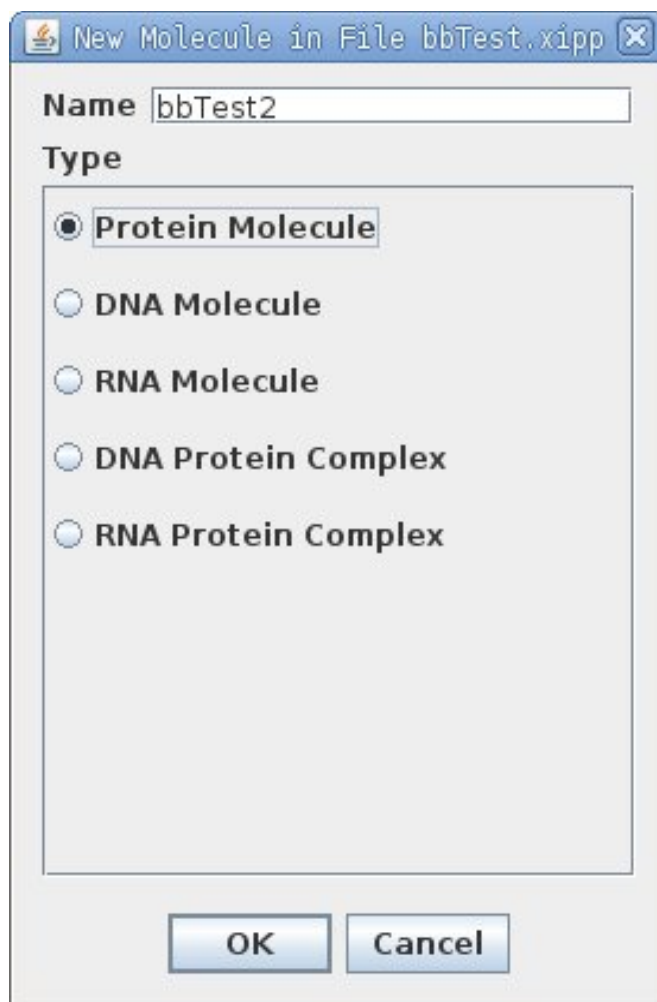 New Molecule in File bbTest.xipp
Name bbTest2
Type
Protein Molecule
DNA Molecule
RNA Molecule
DNA Protein Complex
RNA Protein Complex
OK Cancel